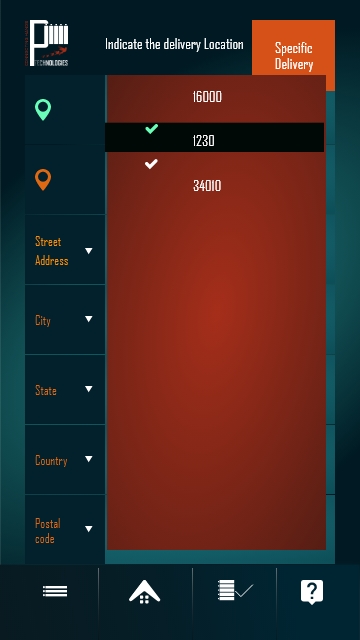 TECHNOLOGIES
Indicate the delivery Location
Specific
Delivery
16000
1230
34010
Street
Address
City
State
Country
Postal
code
?